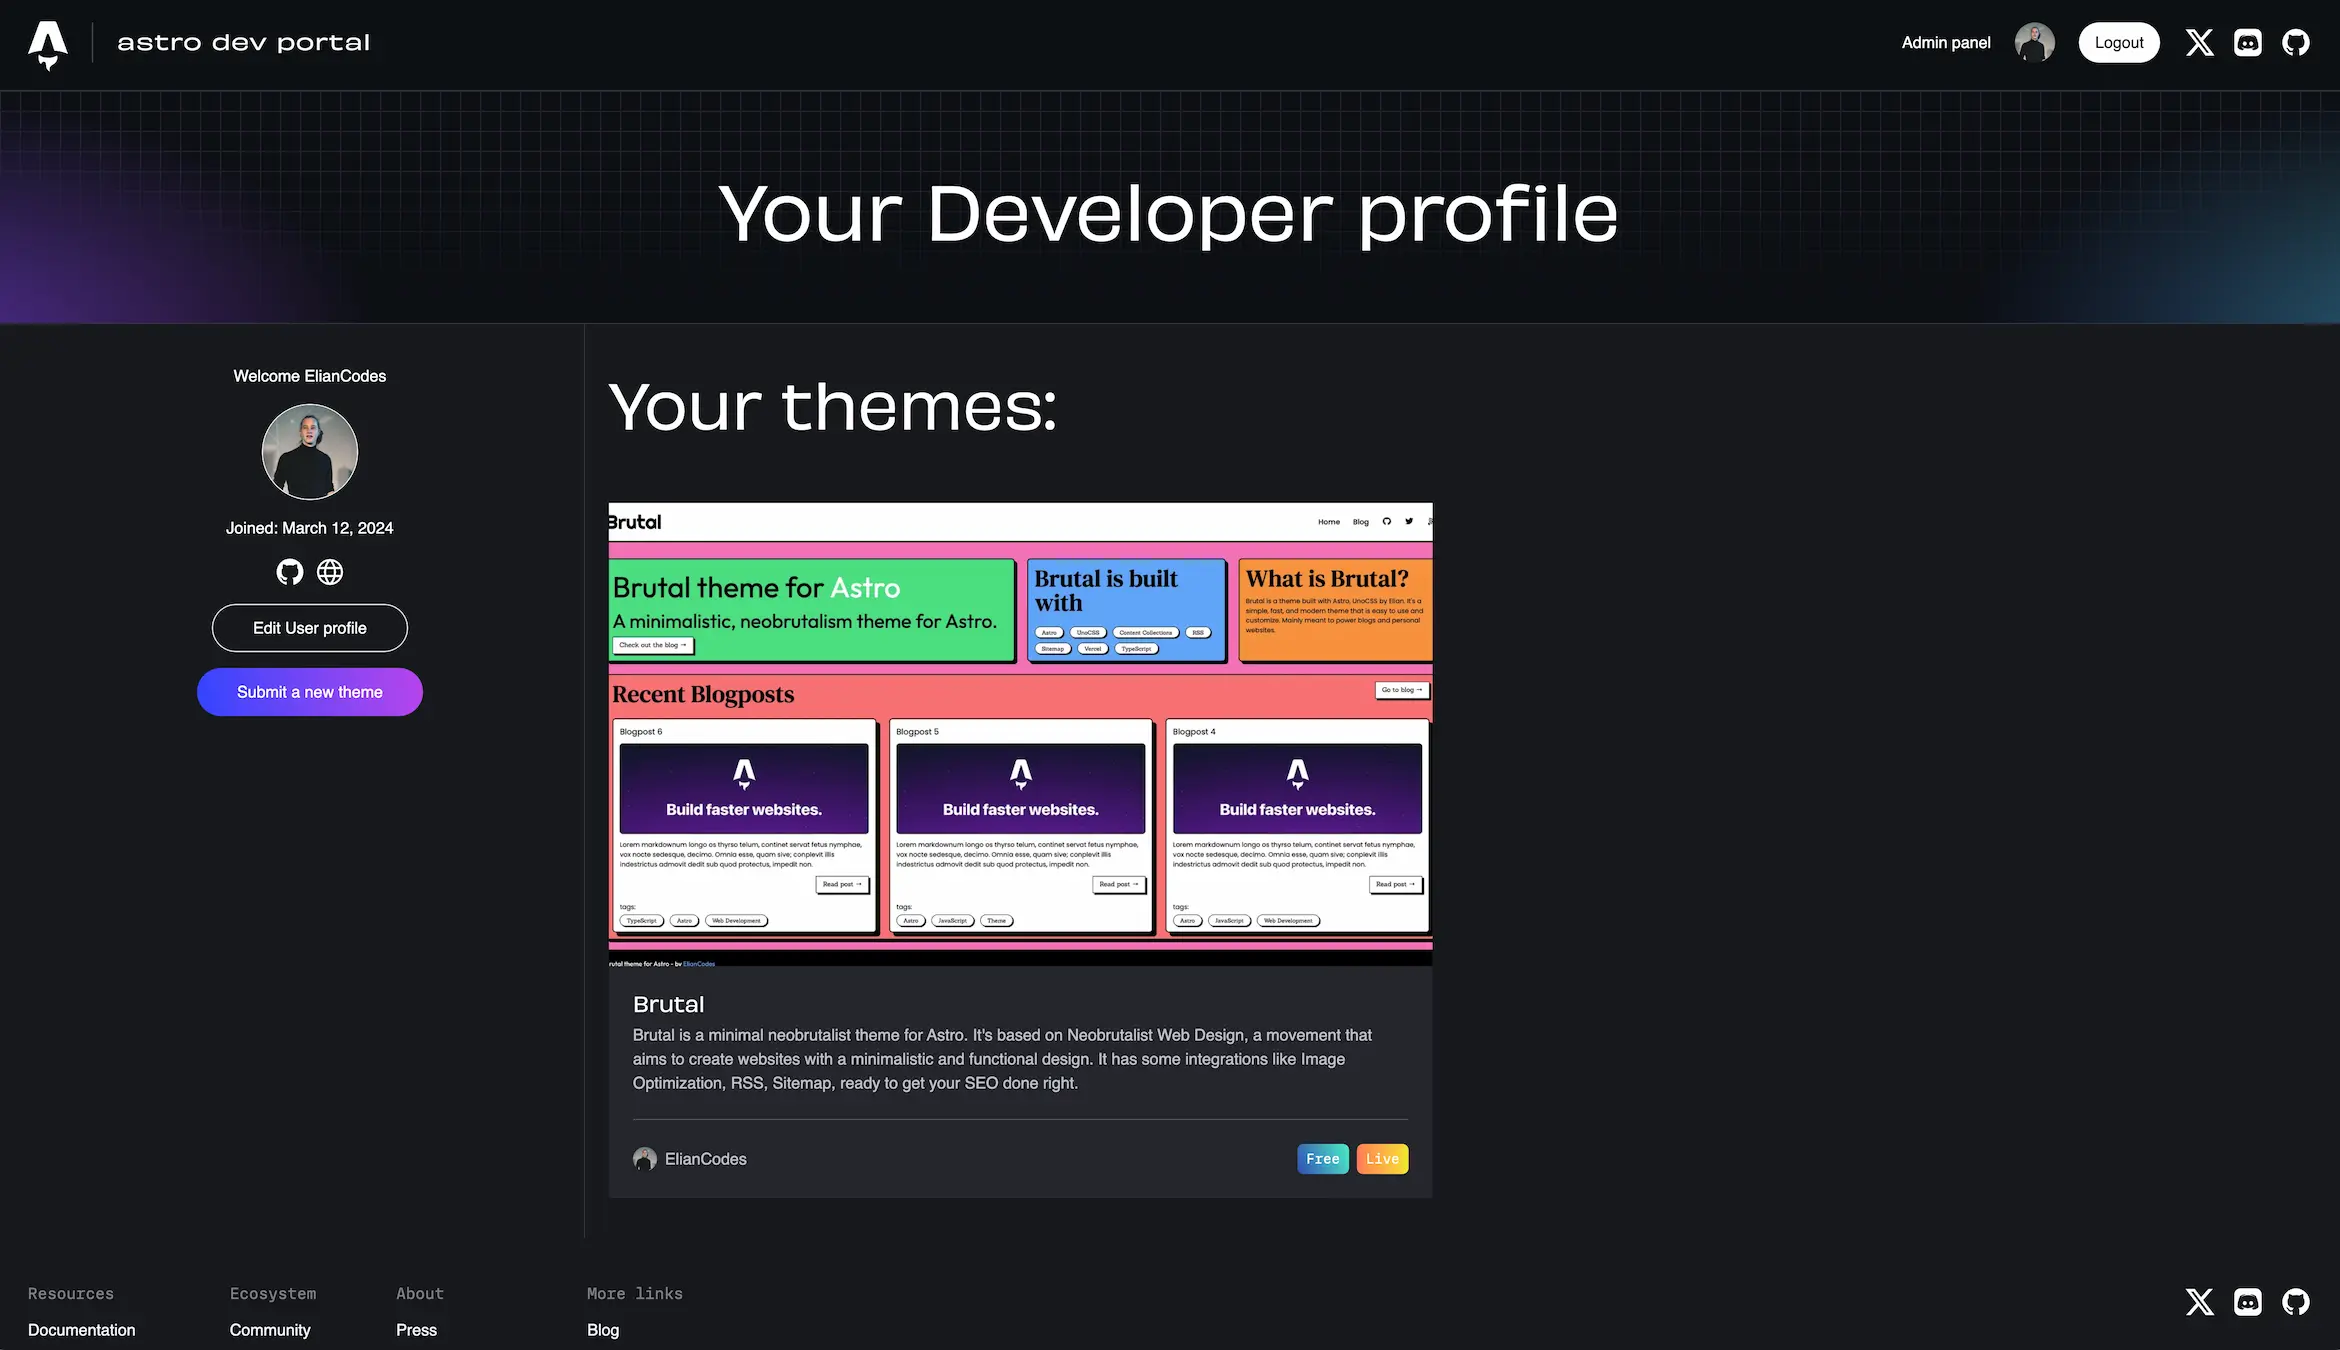 astro dev portal
Admin panel
Logout
Your Developer profile
Welcome ElianCodes
Joined: March 12, 2024
Edit User profile
Submit a new theme
Your themes:
Brutal
Home Blog
Brutal theme for Astro
A minimalistic, neobrutalism theme for Astro.
Check out the blog →
Brutal is built
with
Astro UnoCSS Content Collections RSS
Sitemap Vercel TypeScript
What is Brutal?
Brutal is a theme built with Astro, UnoCSS by Elian. It's a
simple, fast, and modern theme that is easy to use and
customize. Mainly meant to power blogs and personal
websites.
Recent Blogposts
Go to blog →
Blogpost 6
Build faster websites.
Lorem markdownum longo os thyrso telum, continet servat fetus nymphae,
vox nocte sedesque, decimo. Omnia esse, quam sive; conplevit illis
indestrictus admovit dedit sub quod protectus, impedit non.
Read post →
tags:
TypeScript Astro Web Development
Blogpost 5
Build faster websites.
Lorem markdownum longo os thyrso telum, continet servat fetus nymphae,
vox nocte sedesque, decimo. Omnia esse, quam sive; conplevit illis
indestrictus admovit dedit sub quod protectus, impedit non.
Read post →
tags:
Astro JavaScript Theme
Blogpost 4
Build faster websites.
Lorem markdownum longo os thyrso telum, continet servat fetus nymphae,
vox nocte sedesque, decimo. Omnia esse, quam sive; conplevit illis
indestrictus admovit dedit sub quod protectus, impedit non.
Read post →
tags:
Astro JavaScript Web Development
rutal theme for Astro - by ElianCodes
Brutal
Brutal is a minimal neobrutalist theme for Astro. It's based on Neobrutalist Web Design, a movement that
aims to create websites with a minimalistic and functional design. It has some integrations like Image
Optimization, RSS, Sitemap, ready to get your SEO done right.
ElianCodes
Free Live
Resources
Documentation
Ecosystem
Community
About
Press
More links
Blog